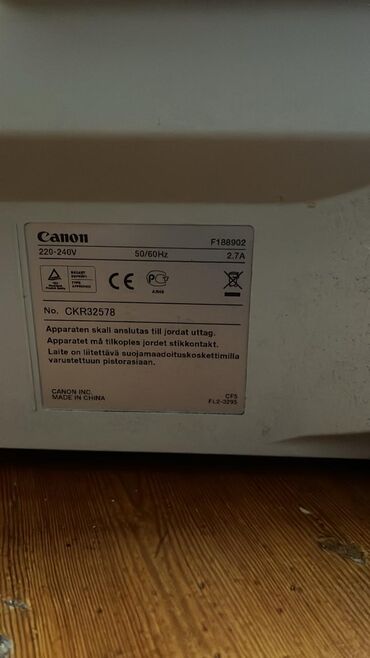 Canon F188902
220-240V 50/60Hz 2.7A
No. CKR32578
Apparaten skall anslutas till jordat uttag.
Apparatet må tilkoples jordet stikkontakt.
Laite on liitettävä suojamaadoituskoskettimilla
varustettuun pistorasiaan.
CANON INC.
MADE IN CHINA
CFS
FL2-3295